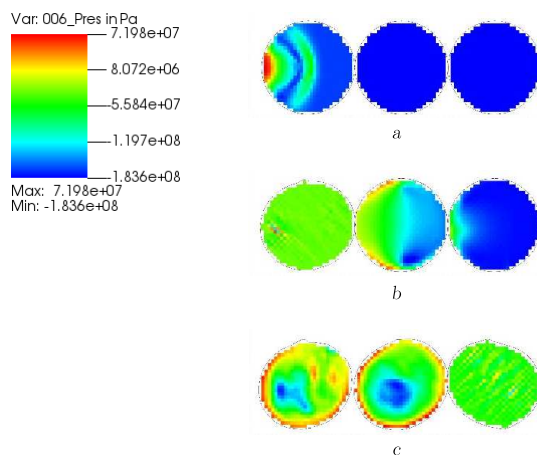 Var: 006_Pres in Pa
7.198e+07
8.072e+06
-5.584e+07
-1.197e+08
-1.836e+08
Max: 7.198e+07
Min: -1.836e+08
a
b
c